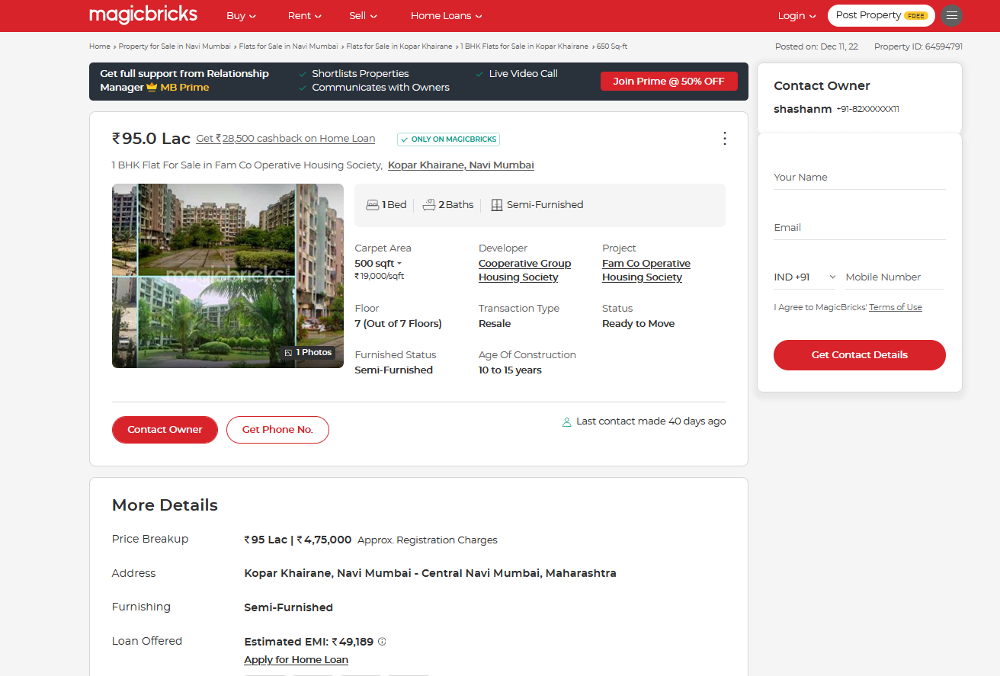 magicbricks
Buy Rent Sell Home Loans Login Post Property FREE
Home › Property for Sale in Navi Mumbai › Flats for Sale in Navi Mumbai › Flats for Sale in Kopar Khairane › 1 BHK Flats for Sale in Kopar Khairane › 650 Sq-ft
Posted on: Dec 11, 22 Property ID: 64594791
Get full support from Relationship
Manager MB Prime
Shortlists Properties
Communicates with Owners
Live Video Call
Join Prime @ 50% OFF
₹95.0 Lac Get ₹28,500 cashback on Home Loan ONLY ON MAGICBRICKS
1 BHK Flat For Sale in Fam Co Operative Housing Society, Kopar Khairane, Navi Mumbai
magicbricks
1 Photos
1 Bed 2 Baths Semi-Furnished
Carpet Area
500 sqft
₹19,000/sqft
Developer
Cooperative Group
Housing Society
Project
Fam Co Operative
Housing Society
Floor
7 (Out of 7 Floors)
Transaction Type
Resale
Status
Ready to Move
Furnished Status
Semi-Furnished
Age Of Construction
10 to 15 years
Contact Owner
Get Phone No.
Last contact made 40 days ago
Contact Owner
shashanm +91-82XXXXXX11
Your Name
Email
IND +91 Mobile Number
I Agree to MagicBricks' Terms of Use
Get Contact Details
More Details
Price Breakup ₹95 Lac | ₹4,75,000 Approx. Registration Charges
Address Kopar Khairane, Navi Mumbai - Central Navi Mumbai, Maharashtra
Furnishing Semi-Furnished
Loan Offered Estimated EMI: ₹49,189
Apply for Home Loan